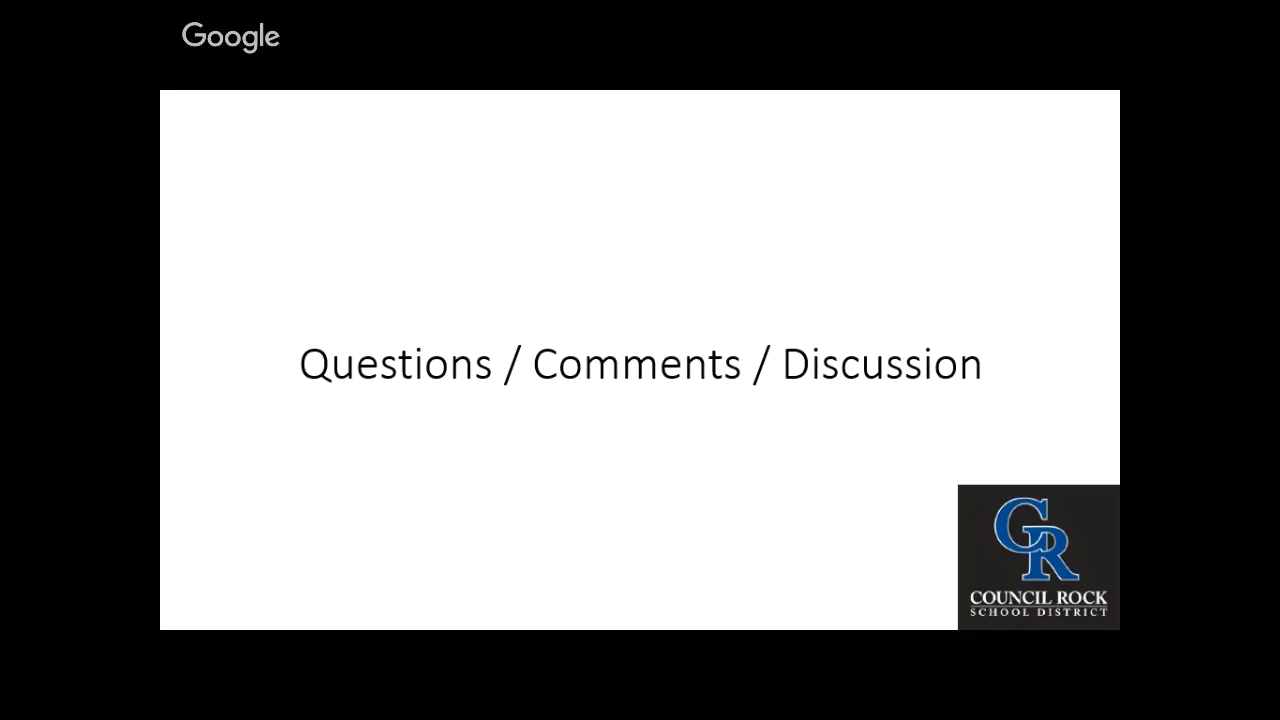 Google
Questions / Comments / Discussion
CR
COUNCIL ROCK
SCHOOL DISTRICT